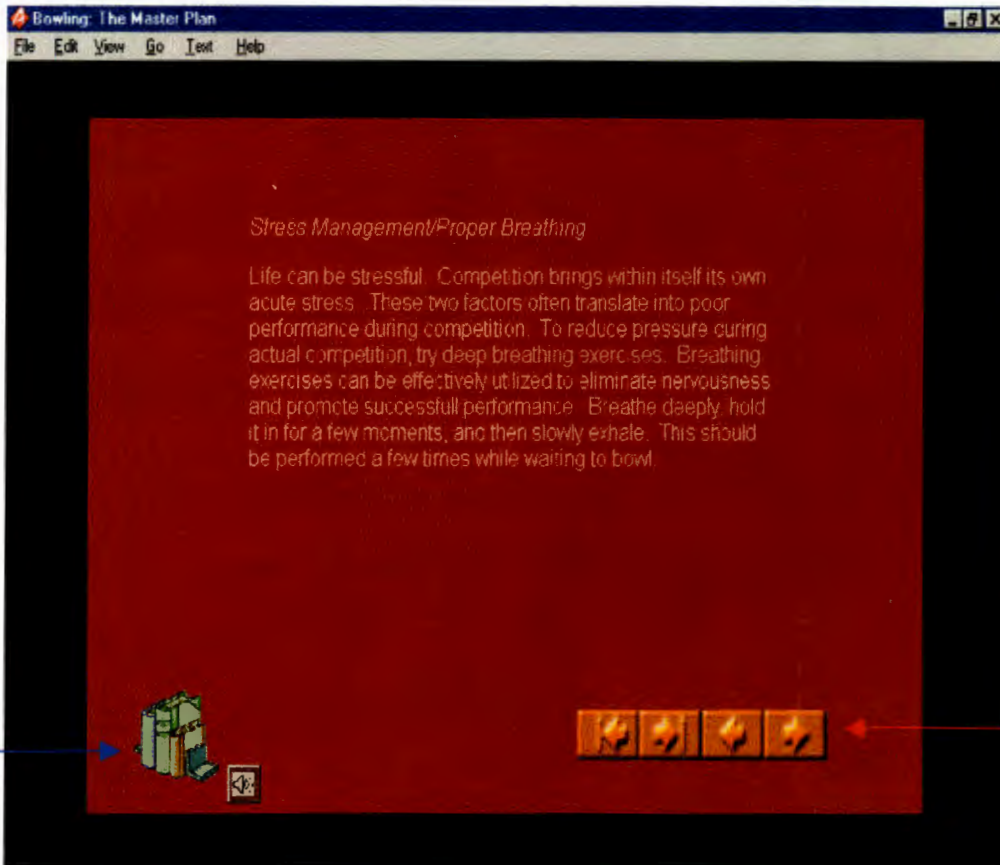 Bowling: The Master Plan
File Edit View Go Text Help
Stress Management/Proper Breathing
Life can be stressful. Competition brings within itself its own
acute stress. These two factors often translate into poor
performance during competition. To reduce pressure during
actual competition, try deep breathing exercises. Breathing
exercises can be effectively utilized to eliminate nervousness
and promote successfull performance. Breathe deeply, hold
it in for a few moments, and then slowly exhale. This should
be performed a few times while waiting to bowl.